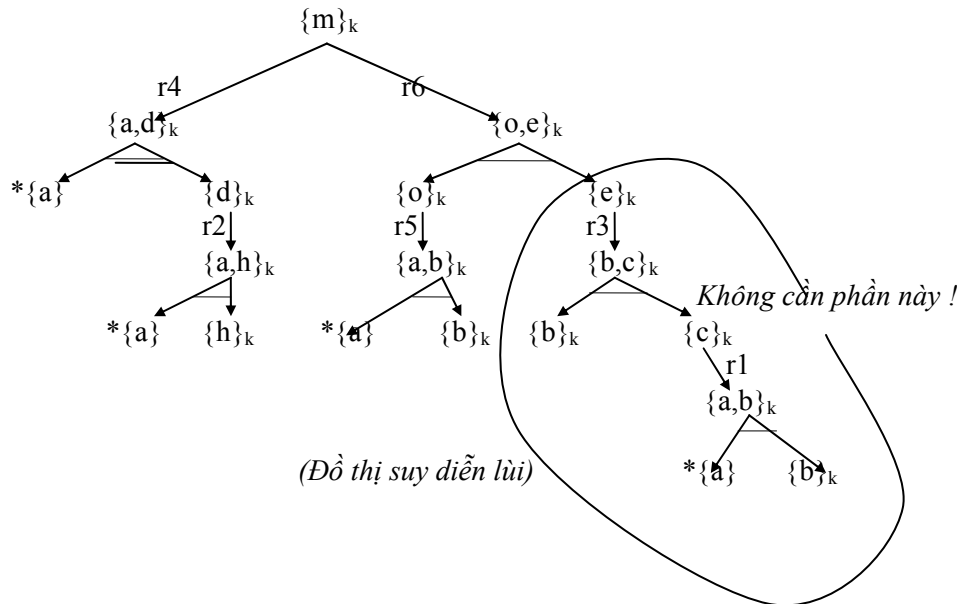 {m}k
r4 r6
{a,d}k {o,e}k
*{a} {d}k {o}k {e}k
r2 r5 r3
{a,h}k {a,b}k {b,c}k
Không cần phần này !
*{a} {h}k *{a} {b}k {b}k {c}k
r1
{a,b}k
(Đồ thị suy diễn lùi) *{a} {b}k